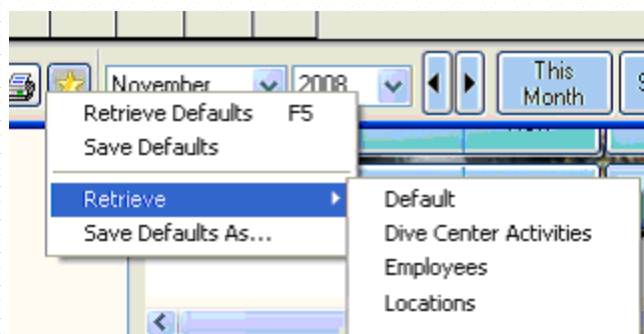 November 2008 This
Month
Retrieve Defaults F5
Save Defaults
Retrieve Default
Save Defaults As... Dive Center Activities
Employees
Locations